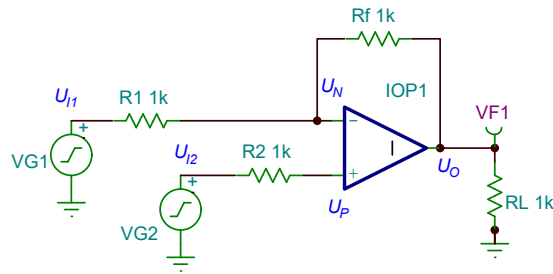 Rf 1k
IOP1
U_N
VF1
U_I1
R1 1k
−
+
VG1
U_I2
R2 1k
I
+
U_O
+
U_P
RL 1k
VG2